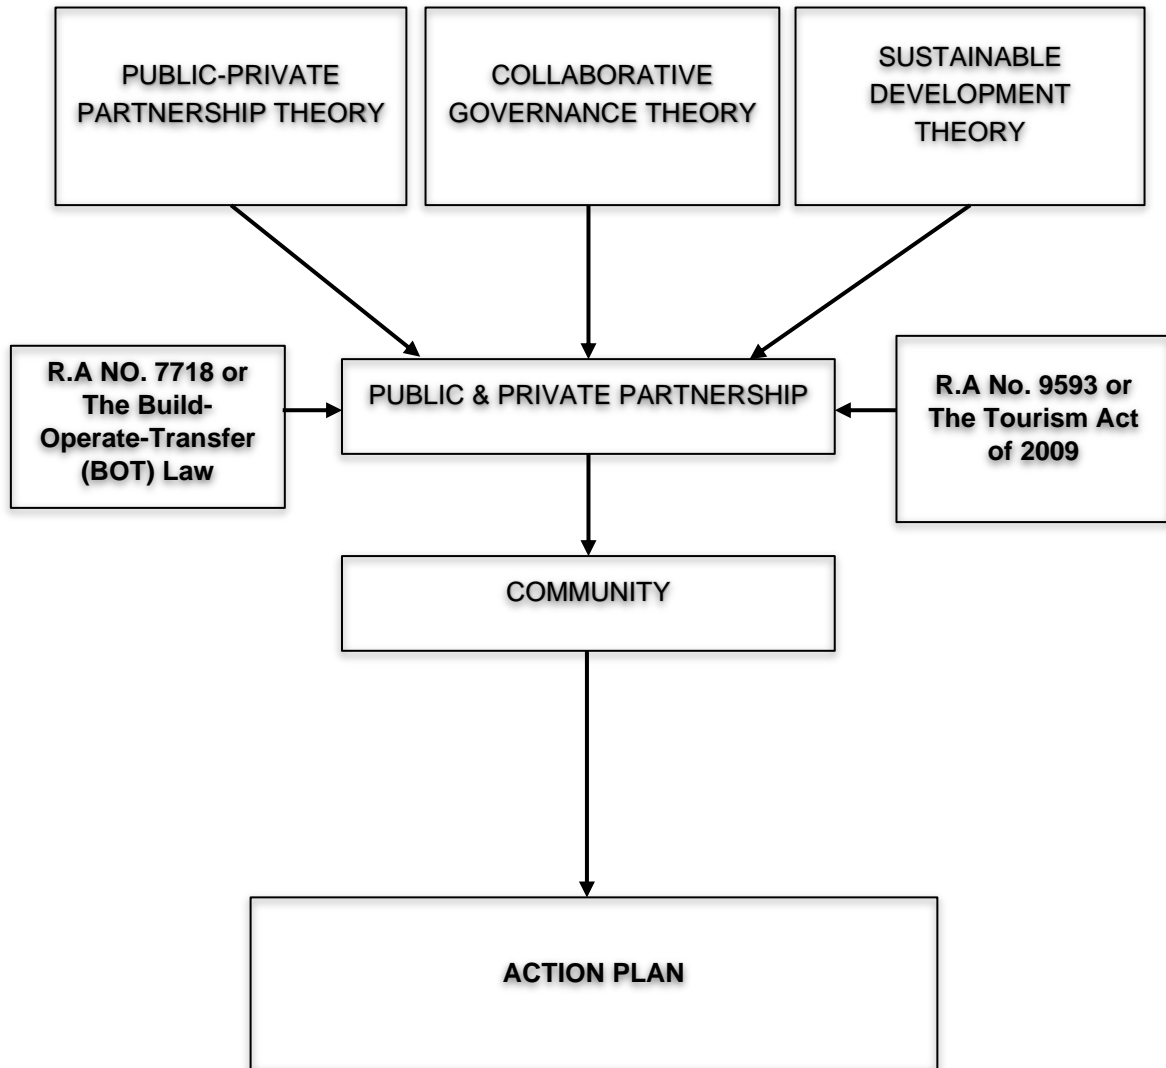 PUBLIC-PRIVATE
PARTNERSHIP THEORY
COLLABORATIVE
GOVERNANCE THEORY
SUSTAINABLE
DEVELOPMENT
THEORY
R.A NO. 7718 or
The Build-
Operate-Transfer
(BOT) Law
PUBLIC & PRIVATE PARTNERSHIP
R.A No. 9593 or
The Tourism Act
of 2009
COMMUNITY
ACTION PLAN